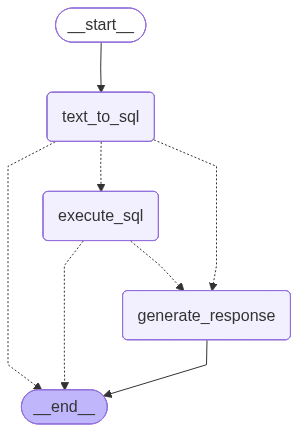 __start__
text_to_sql
execute_sql
generate_response
__end__